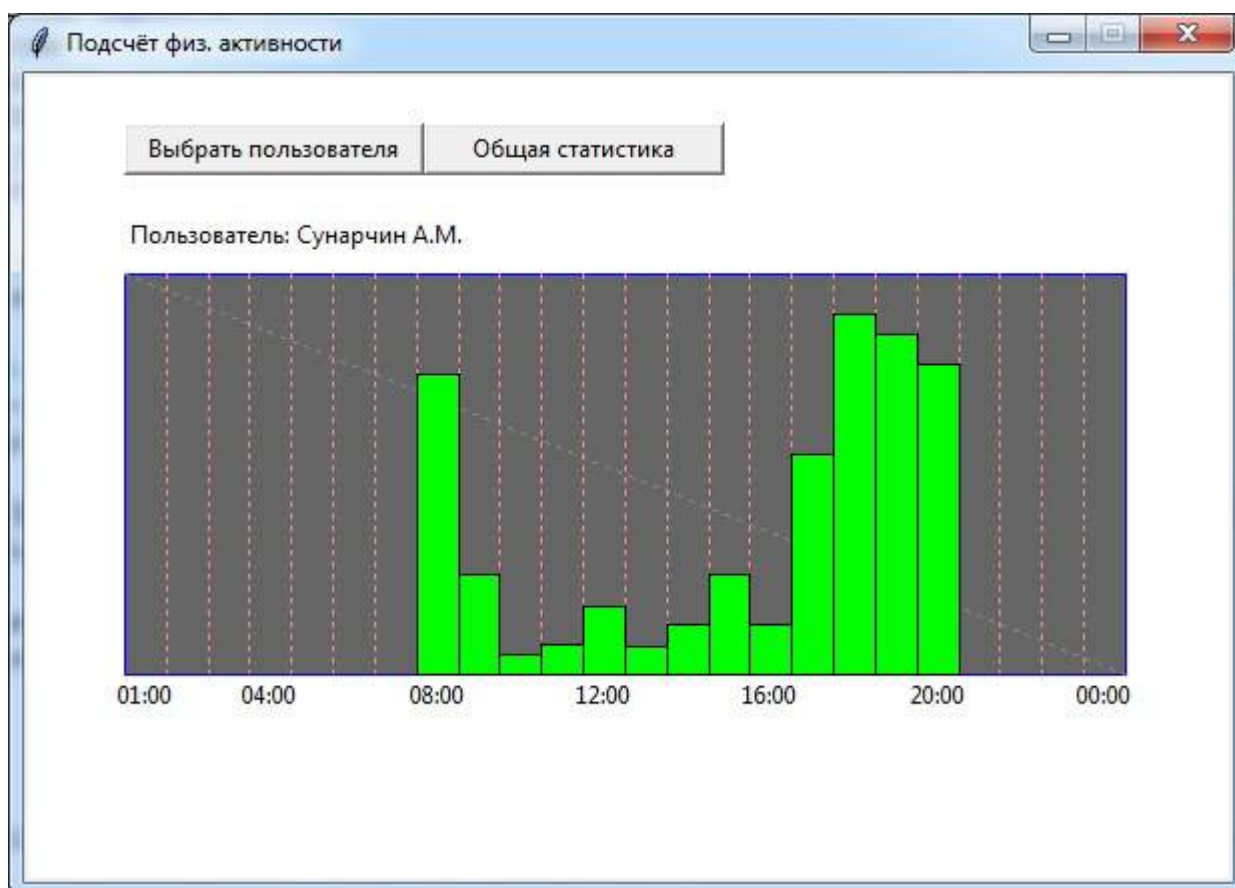 Подсчёт физ. активности
Выбрать пользователя Общая статистика
Пользователь: Сунарчин А.М.
01:00 04:00 08:00 12:00 16:00 20:00 00:00